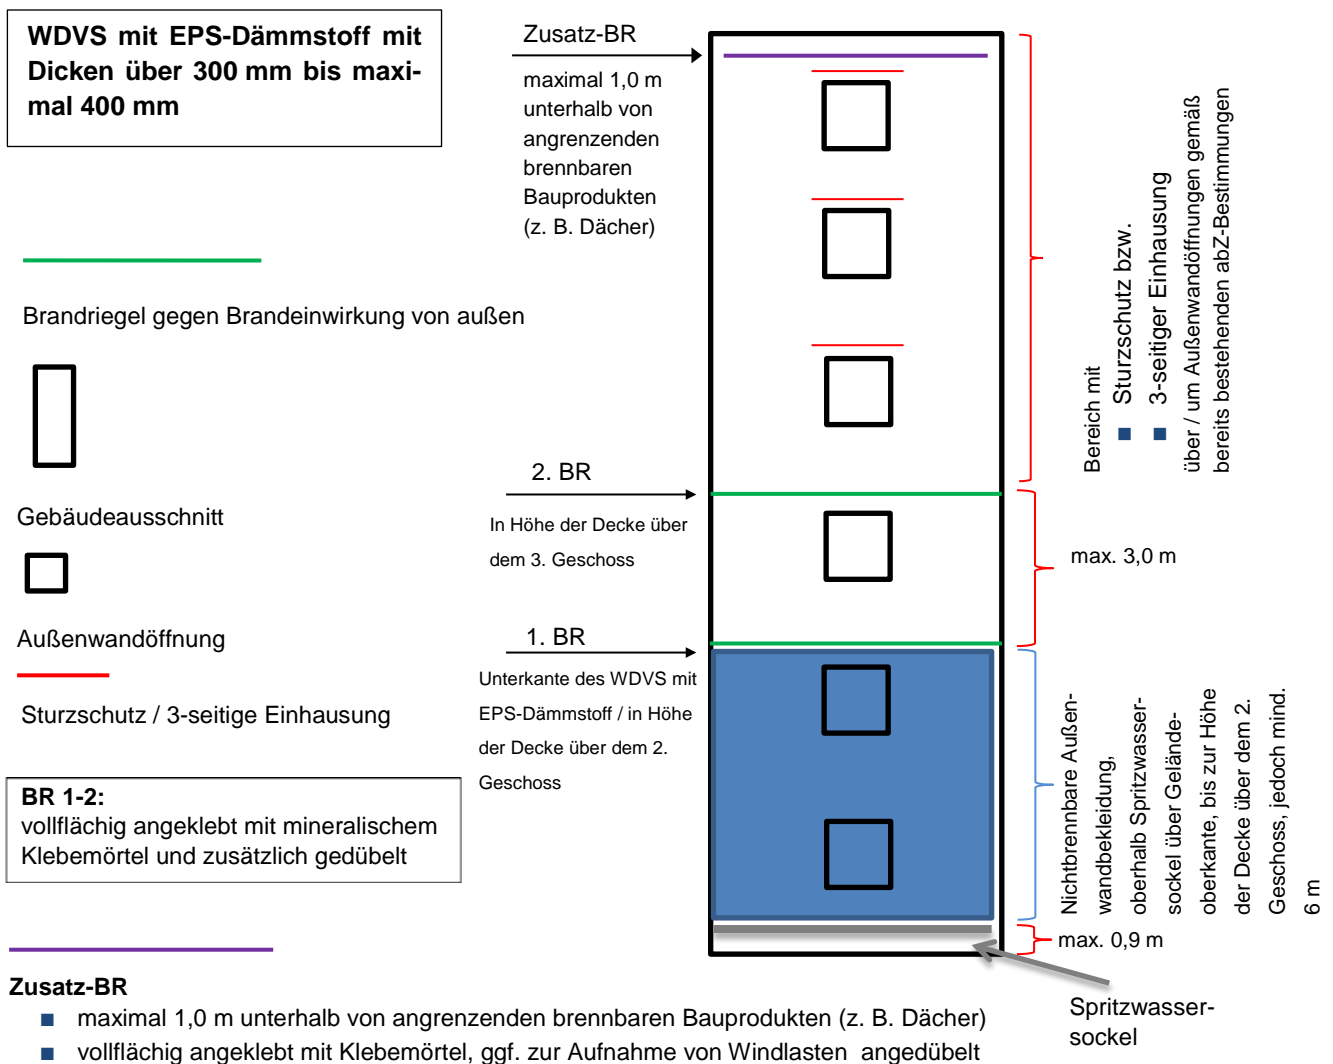 WDVS mit EPS-Dämmstoff mit
Dicken über 300 mm bis maxi-
mal 400 mm
Brandriegel gegen Brandeinwirkung von außen
Gebäudeausschnitt
Außenwandöffnung
Sturzschutz / 3-seitige Einhausung
BR 1-2:
vollflächig angeklebt mit mineralischem
Klebemörtel und zusätzlich gedübelt
Zusatz-BR
maximal 1,0 m
unterhalb von
angrenzenden
brennbaren
Bauprodukten
(z. B. Dächer)
2. BR
In Höhe der Decke über
dem 3. Geschoss
1. BR
Unterkante des WDVS mit
EPS-Dämmstoff / in Höhe
der Decke über dem 2.
Geschoss
Bereich mit
■ Sturzschutz bzw.
■ 3-seitiger Einhausung
über / um Außenwandöffnungen gemäß
bereits bestehenden abZ-Bestimmungen
max. 3,0 m
Nichtbrennbare Außen-
wandbekleidung,
oberhalb Spritzwasser-
sockel über Gelände-
oberkante, bis zur Höhe
der Decke über dem 2.
Geschoss, jedoch mind.
6 m
max. 0,9 m
Spritzwasser-
sockel
Zusatz-BR
■ maximal 1,0 m unterhalb von angrenzenden brennbaren Bauprodukten (z. B. Dächer)
■ vollflächig angeklebt mit Klebemörtel, ggf. zur Aufnahme von Windlasten angedübelt